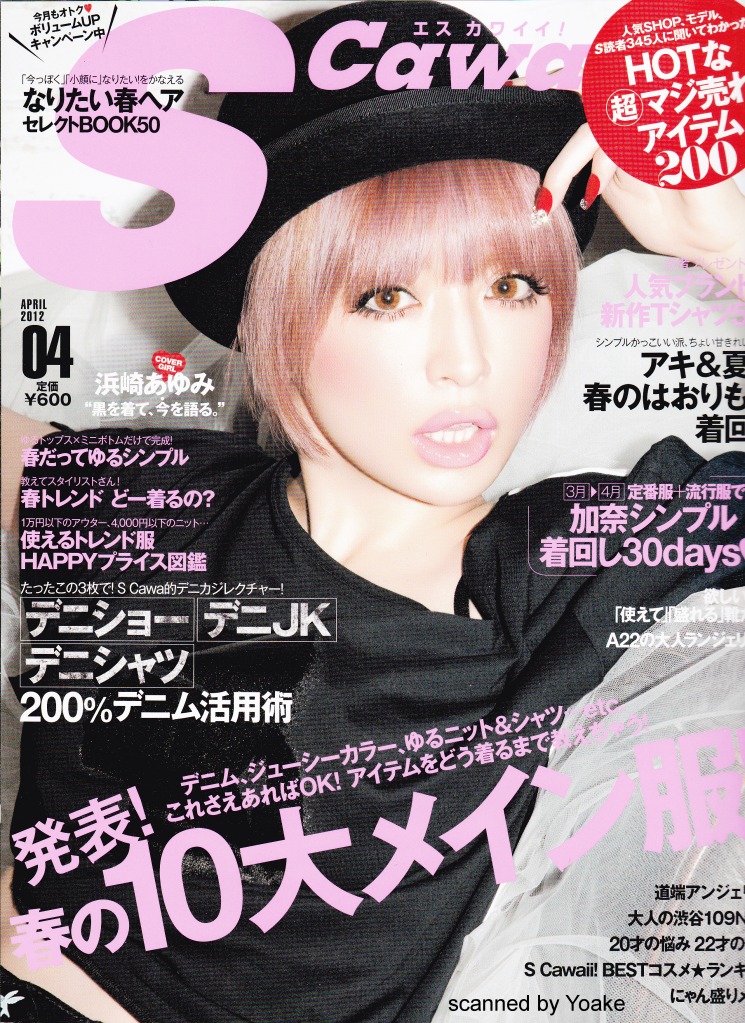 今月もオトク♥
ボリュームUP
キャンペーン中
S Cawa
エス カワイイ!
「今っぽく」「小顔に」なりたい!をかなえる
なりたい春ヘア
セレクトBOOK50
人気SHOP、モデル、
S読者345人に聞いてわかった
HOTな
超マジ売れ
アイテム
200
APRIL
2012
04
定価
¥600
COVER
GIRL
浜崎あゆみ
“黒を着て、今を語る。”
ゆるトップス×ミニボトムだけで完成!
春だってゆるシンプル
教えてスタイリストさん!
春トレンド どー着るの?
1万円以下のアウター、4,000円以下のニット…
使えるトレンド服
HAPPYプライス図鑑
たったこの3枚で! S Cawa的デニカジレクチャー!
デニショー デニJK
デニシャツ
200%デニム活用術
人気ブランド
新作Tシャツ
シンプルかっこいい派、ちょい甘きれい
アキ&夏
春のはおりも
着回
3月▶4月 定番服+流行服で
加奈シンプル
着回し30days
欲しい
「使えて」「盛れる」靴
A22の大人ランジェリ
デニム、ジューシーカラー、ゆるニット&シャツ…etc
これさえあればOK! アイテムをどう着るまで教えちゃう!
発表!
春の10大メイン服
道端アンジェリ
大人の渋谷109N
20才の悩み 22才の
S Cawaii! BESTコスメ★ランキ
にゃん盛りメ
scanned by Yoake